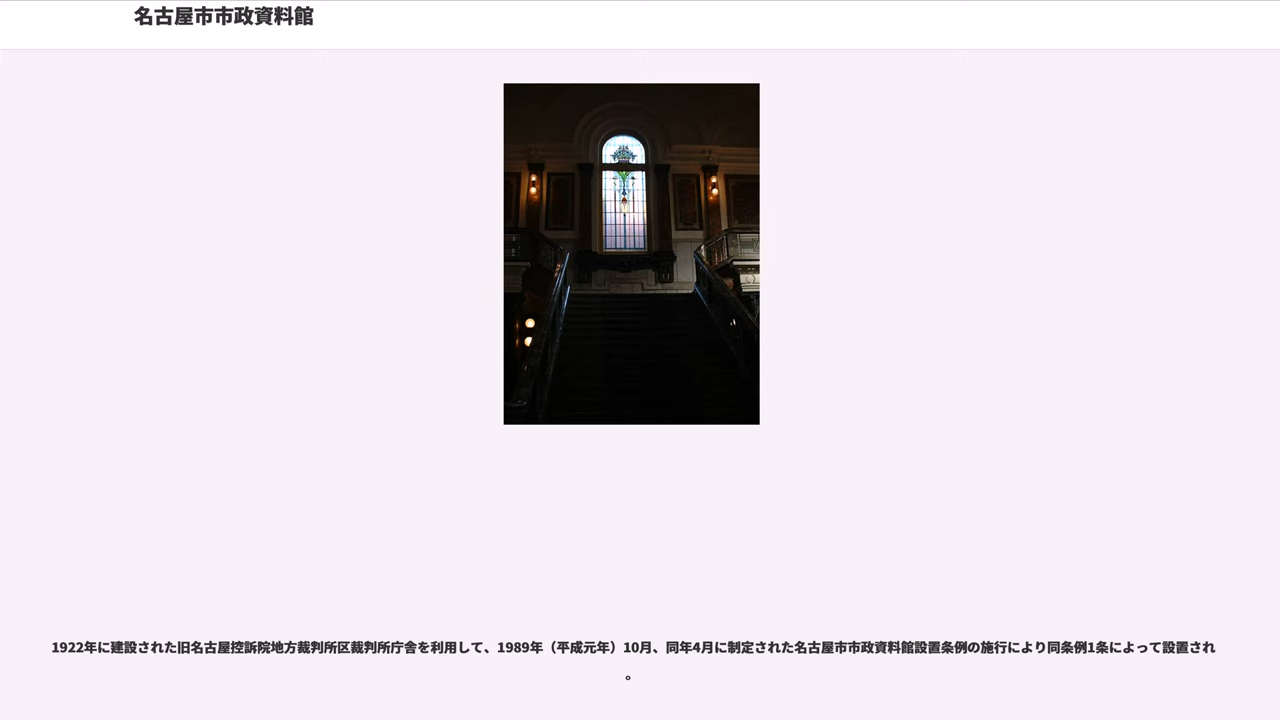 名古屋市市政資料館
1922年に建設された旧名古屋控訴院地方裁判所区裁判所庁舎を利用して、1989年（平成元年）10月、同年4月に制定された名古屋市市政資料館設置条例の施行により同条例1条によって設置され
。